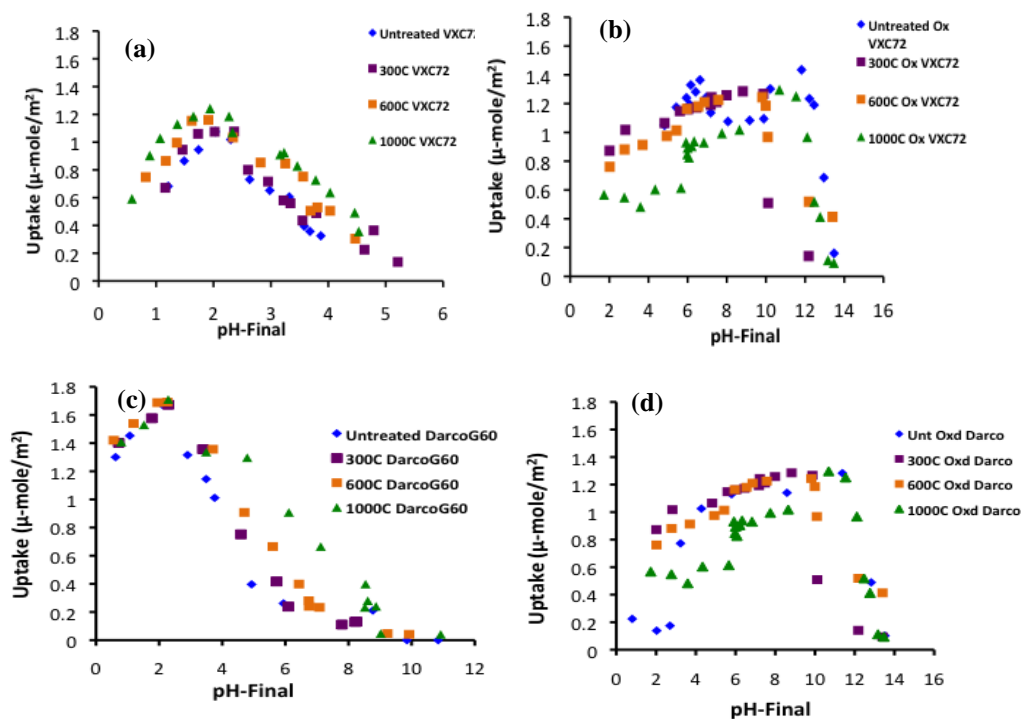 (a)
Uptake (μ-mole/m²)
1.8
1.6
1.4
1.2
1
0.8
0.6
0.4
0.2
0
0 1 2 3 4 5 6
pH-Final
Untreated VXC72
300C VXC72
600C VXC72
1000C VXC72
(b)
Uptake (μ-mole/m²)
1.8
1.6
1.4
1.2
1
0.8
0.6
0.4
0.2
0
0 2 4 6 8 10 12 14 16
pH-Final
Untreated Ox
VXC72
300C Ox VXC72
600C Ox VXC72
1000C Ox VXC72
(c)
Uptake (μ-mole/m²)
1.8
1.6
1.4
1.2
1
0.8
0.6
0.4
0.2
0
0 2 4 6 8 10 12
pH-Final
Untreated DarcoG60
300C DarcoG60
600C DarcoG60
1000C DarcoG60
(d)
Uptake (μ-mole/m²)
1.8
1.6
1.4
1.2
1
0.8
0.6
0.4
0.2
0
0 2 4 6 8 10 12 14 16
pH-Final
Unt Oxd Darco
300C Oxd Darco
600C Oxd Darco
1000C Oxd Darco